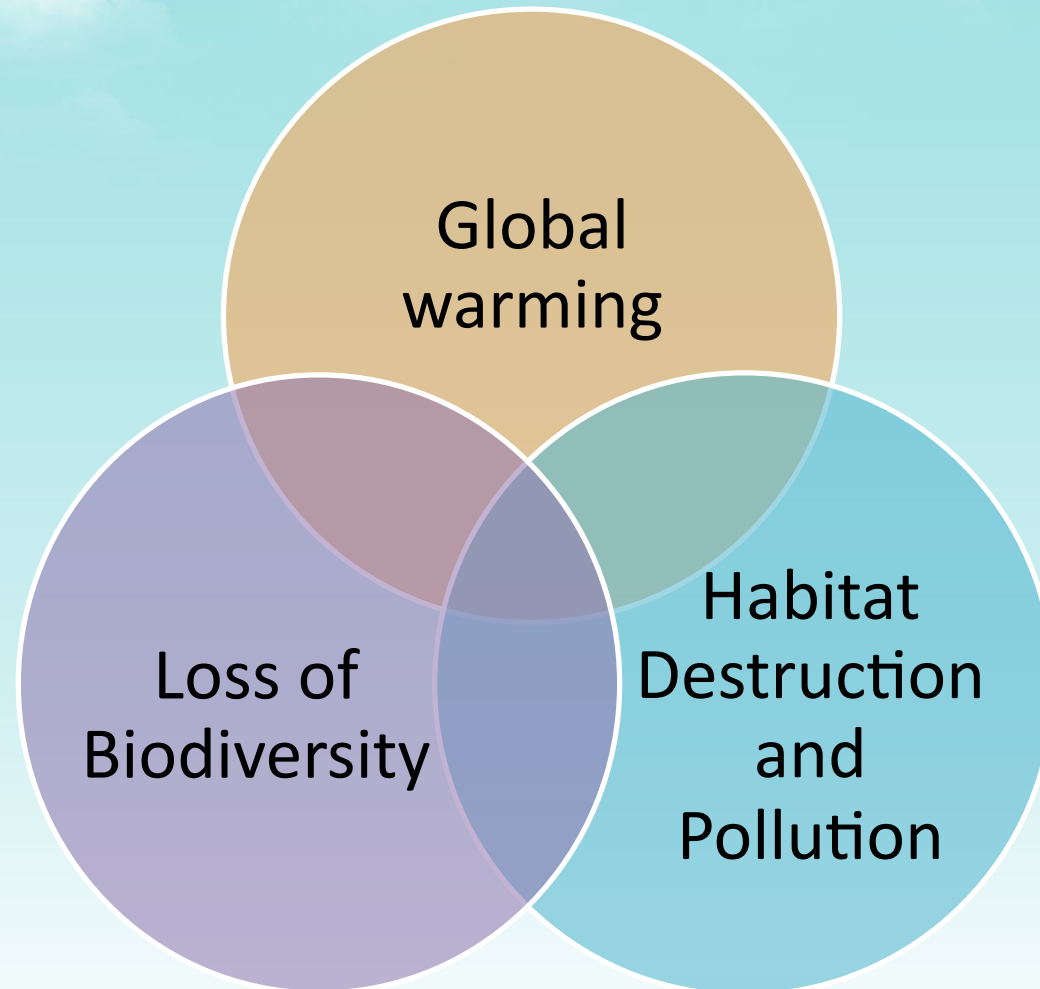 Global
warming
Loss of
Biodiversity
Habitat
Destruction
and
Pollution